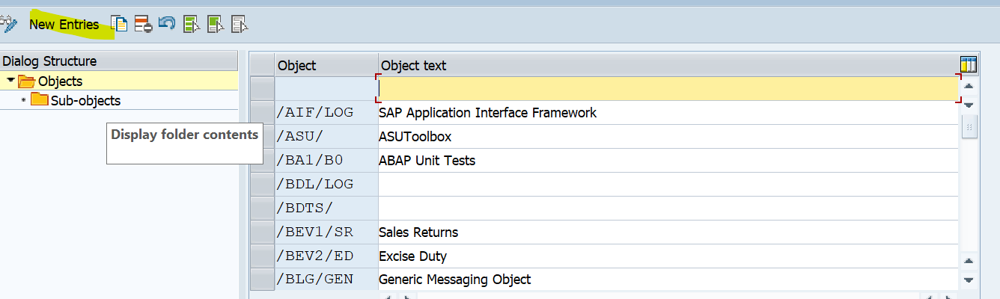 New Entries
Dialog Structure
Objects
Sub-objects
Display folder contents
Object Object text
/AIF/LOG SAP Application Interface Framework
/ASU/ ASUToolbox
/BA1/B0 ABAP Unit Tests
/BDL/LOG
/BDTS/
/BEV1/SR Sales Returns
/BEV2/ED Excise Duty
/BLG/GEN Generic Messaging Object